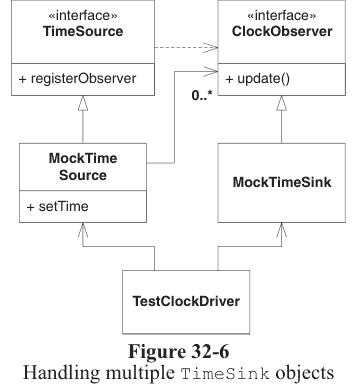 «interface»
TimeSource
+ registerObserver
«interface»
ClockObserver
+ update()
0..*
MockTime
Source
+ setTime
MockTimeSink
TestClockDriver
Figure 32-6
Handling multiple TimeSink objects